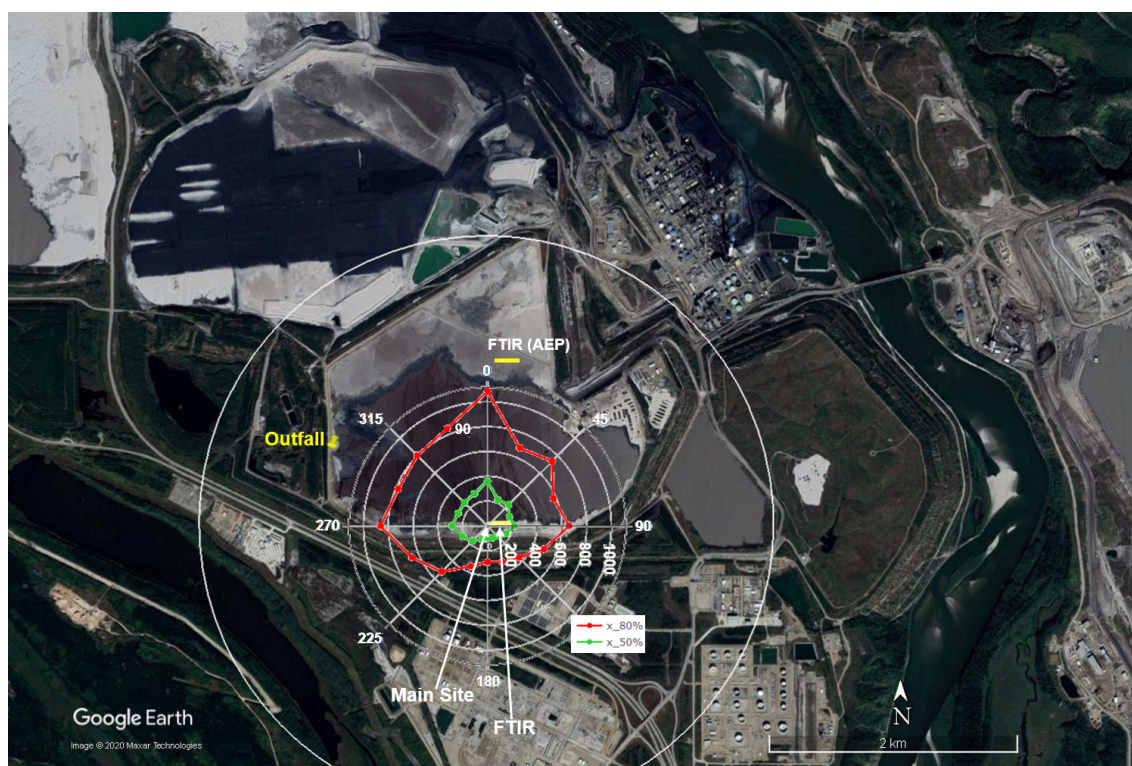 FTIR (AEP)
0
315
45
Outfall
90
270
90
0
200
400
600
800
1000
225
x_80%
x_50%
180
Main Site
FTIR
N
Google Earth
Image © 2020 Maxar Technologies
2 km